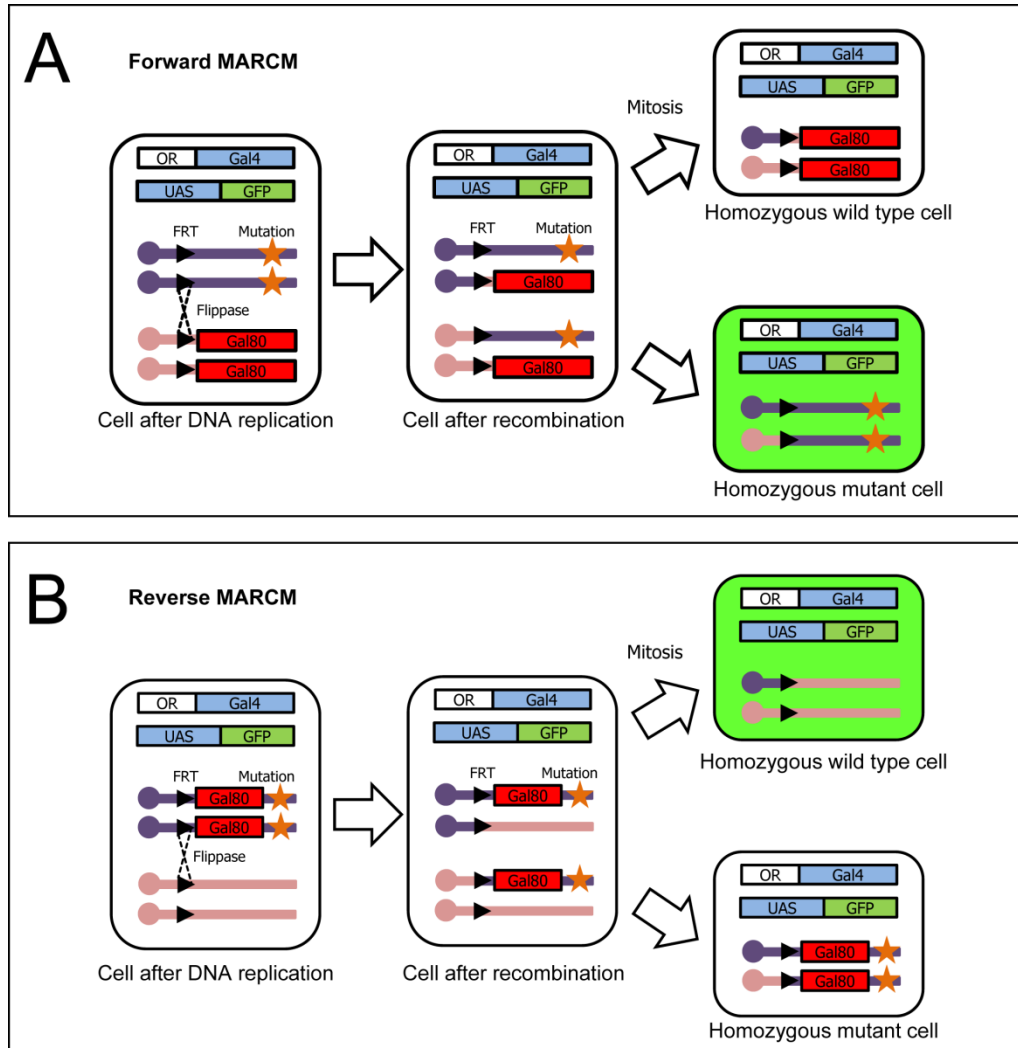 A
Forward MARCM
OR Gal4
UAS GFP
FRT Mutation
Flippase
Gal80
Gal80
Cell after DNA replication
OR Gal4
UAS GFP
FRT Mutation
Gal80
Gal80
Cell after recombination
Mitosis
OR Gal4
UAS GFP
Gal80
Gal80
Homozygous wild type cell
OR Gal4
UAS GFP
Homozygous mutant cell
B
Reverse MARCM
OR Gal4
UAS GFP
FRT Mutation
Gal80
Gal80
Flippase
Cell after DNA replication
OR Gal4
UAS GFP
FRT Mutation
Gal80
Gal80
Cell after recombination
Mitosis
OR Gal4
UAS GFP
Homozygous wild type cell
OR Gal4
UAS GFP
Gal80
Gal80
Homozygous mutant cell